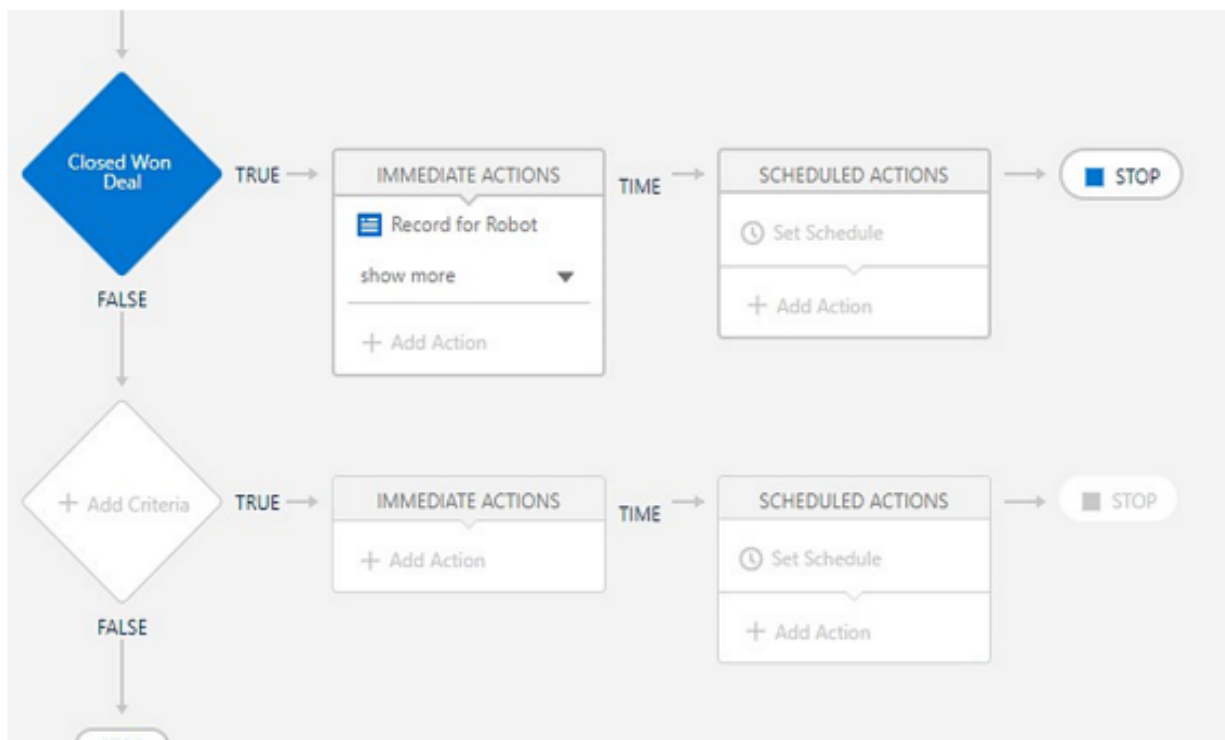 Closed Won
Deal
TRUE
IMMEDIATE ACTIONS
TIME
SCHEDULED ACTIONS
STOP
Record for Robot
Set Schedule
show more
FALSE
+ Add Action
+ Add Action
+ Add Criteria
TRUE
IMMEDIATE ACTIONS
TIME
SCHEDULED ACTIONS
STOP
+ Add Action
Set Schedule
FALSE
+ Add Action